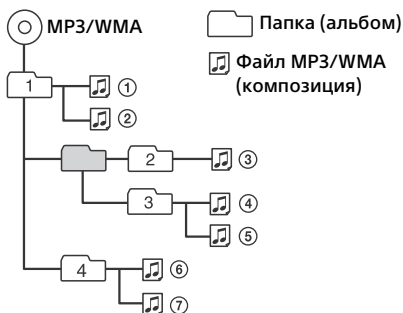 MP3/WMA
Папка (альбом)
Файл MP3/WMA
(композиция)
1
①
②
2
③
3
④
⑤
4
⑥
⑦